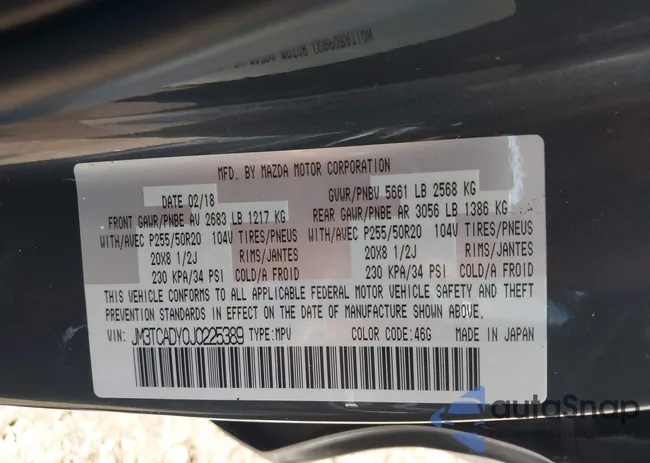 MFD. BY MAZDA MOTOR CORPORATION
DATE 02/18 GVWR/PNBV 5661 LB 2568 KG
FRONT GAWR/PNBE AV 2683 LB 1217 KG REAR GAWR/PNBE AR 3056 LB 1386 KG
WITH/AVEC P255/50R20 104V TIRES/PNEUS WITH/AVEC P255/50R20 104V TIRES/PNEUS
20X8 1/2J RIMS/JANTES 20X8 1/2J RIMS/JANTES
230 KPA/34 PSI COLD/A FROID 230 KPA/34 PSI COLD/A FROID
THIS VEHICLE CONFORMS TO ALL APPLICABLE FEDERAL MOTOR VEHICLE SAFETY AND THEFT
PREVENTION STANDARDS IN EFFECT ON THE DATE OF MANUFACTURE SHOWN ABOVE.
VIN: JM3TCADY0J0225389 TYPE: MPV COLOR CODE: 46G MADE IN JAPAN
autoSnap